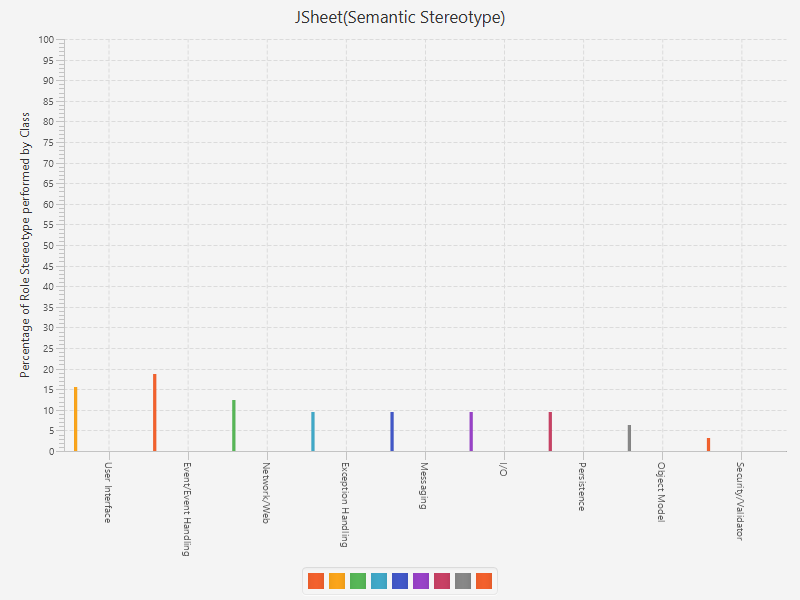 JSheet(Semantic Stereotype)
Percentage of Role Stereotype performed by Class
100
95
90
85
80
75
70
65
60
55
50
45
40
35
30
25
20
15
10
5
0
User Interface
Event/Event Handling
Network/Web
Exception Handling
Messaging
I/O
Persistence
Object Model
Security/Validator